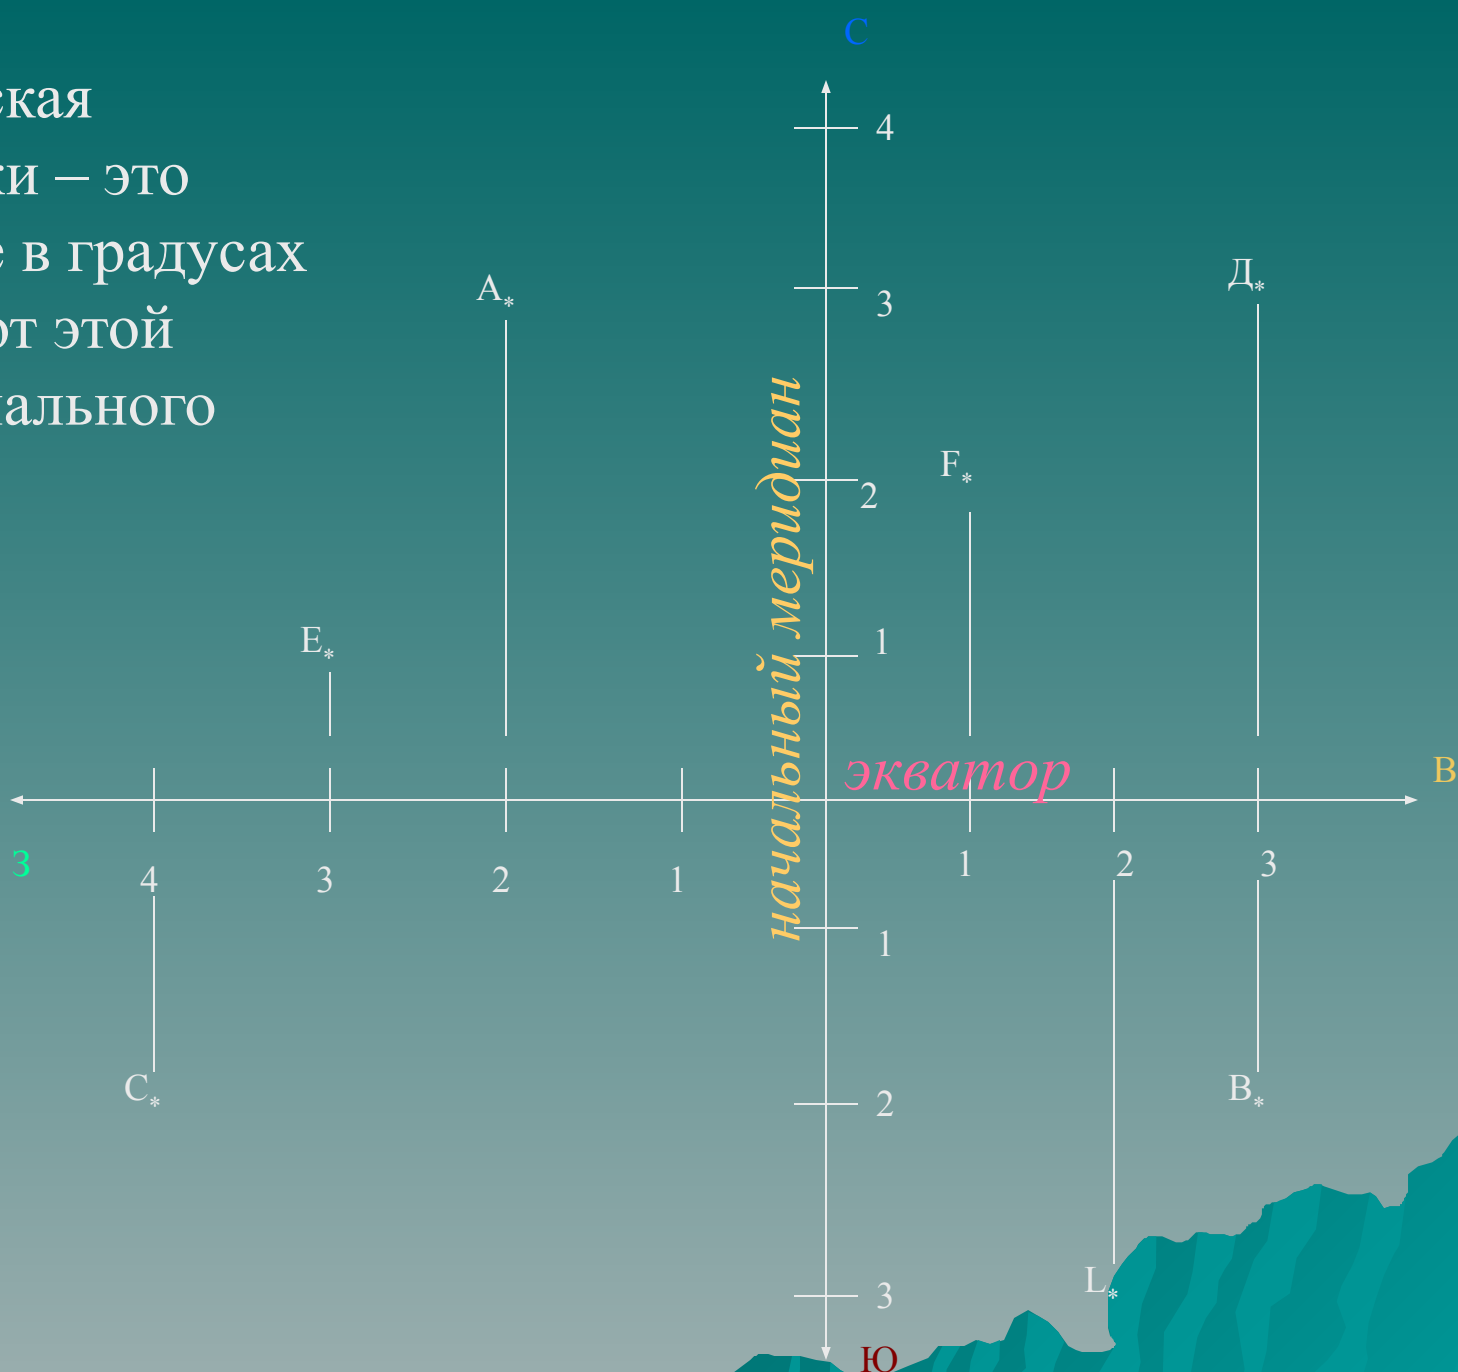 С
ская
ки – это
е в градусах
от этой
ального
4
3
2
1
А*
Д*
F*
E*
начальный меридиан
экватор
В
З
4
3
2
1
1
2
3
1
2
3
С*
В*
L*
Ю